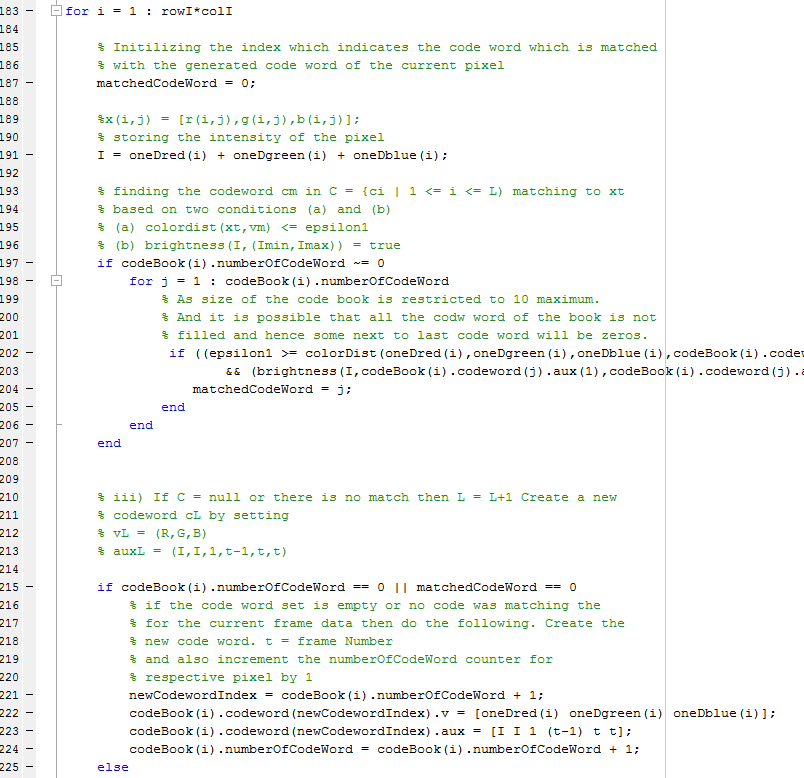 183 for i = 1 : rowI*colI
184
185 % Initilizing the index which indicates the code word which is matched
186 % with the generated code word of the current pixel
187 matchedCodeWord = 0;
188
189 %x(i,j) = [r(i,j),g(i,j),b(i,j)];
190 % storing the intensity of the pixel
191 I = oneDred(i) + oneDgreen(i) + oneDblue(i);
192
193 % finding the codeword cm in C = {ci | 1 <= i <= L) matching to xt
194 % based on two conditions (a) and (b)
195 % (a) colordist(xt,vm) <= epsilon1
196 % (b) brightness(I,(Imin,Imax)) = true
197 if codeBook(i).numberOfCodeWord ~= 0
198 for j = 1 : codeBook(i).numberOfCodeWord
199 % As size of the code book is restricted to 10 maximum.
200 % And it is possible that all the codw word of the book is not
201 % filled and hence some next to last code word will be zeros.
202 if ((epsilon1 >= colorDist(oneDred(i),oneDgreen(i),oneDblue(i),codeBook(i).codew
203 && (brightness(I,codeBook(i).codeword(j).aux(1),codeBook(i).codeword(j).a
204 matchedCodeWord = j;
205 end
206 end
207 end
208
209
210 % iii) If C = null or there is no match then L = L+1 Create a new
211 % codeword cL by setting
212 % vL = (R,G,B)
213 % auxL = (I,I,1,t-1,t,t)
214
215 if codeBook(i).numberOfCodeWord == 0 || matchedCodeWord == 0
216 % if the code word set is empty or no code was matching the
217 % for the current frame data then do the following. Create the
218 % new code word. t = frame Number
219 % and also increment the numberOfCodeWord counter for
220 % respective pixel by 1
221 newCodewordIndex = codeBook(i).numberOfCodeWord + 1;
222 codeBook(i).codeword(newCodewordIndex).v = [oneDred(i) oneDgreen(i) oneDblue(i)];
223 codeBook(i).codeword(newCodewordIndex).aux = [I I 1 (t-1) t t];
224 codeBook(i).numberOfCodeWord = codeBook(i).numberOfCodeWord + 1;
225 else